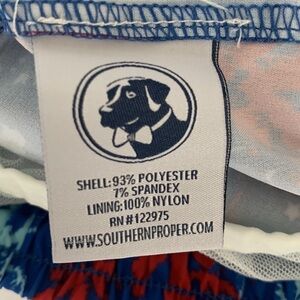 SHELL:93% POLYESTER
7% SPANDEX
LINING:100% NYLON
RN#122975
WWW.SOUTHERNPROPER.COM